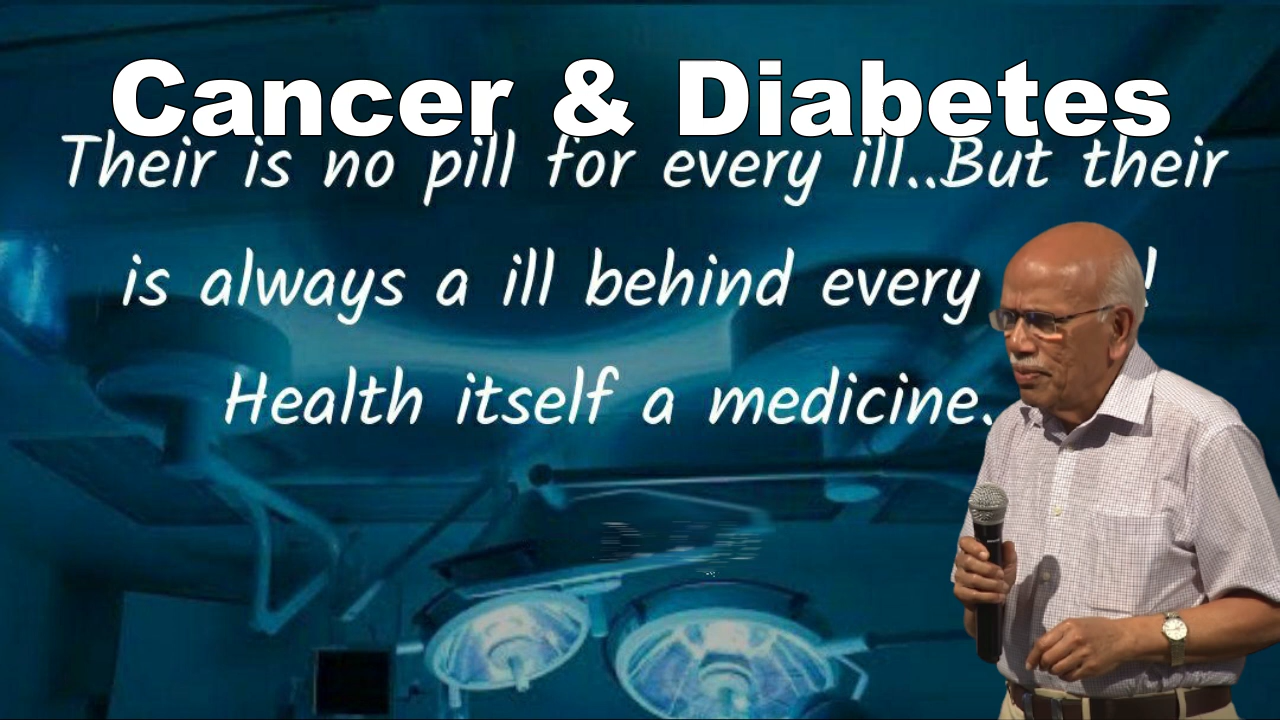 Cancer & Diabetes
Their is no pill for every ill..But their
is always a ill behind every !
Health itself a medicine.